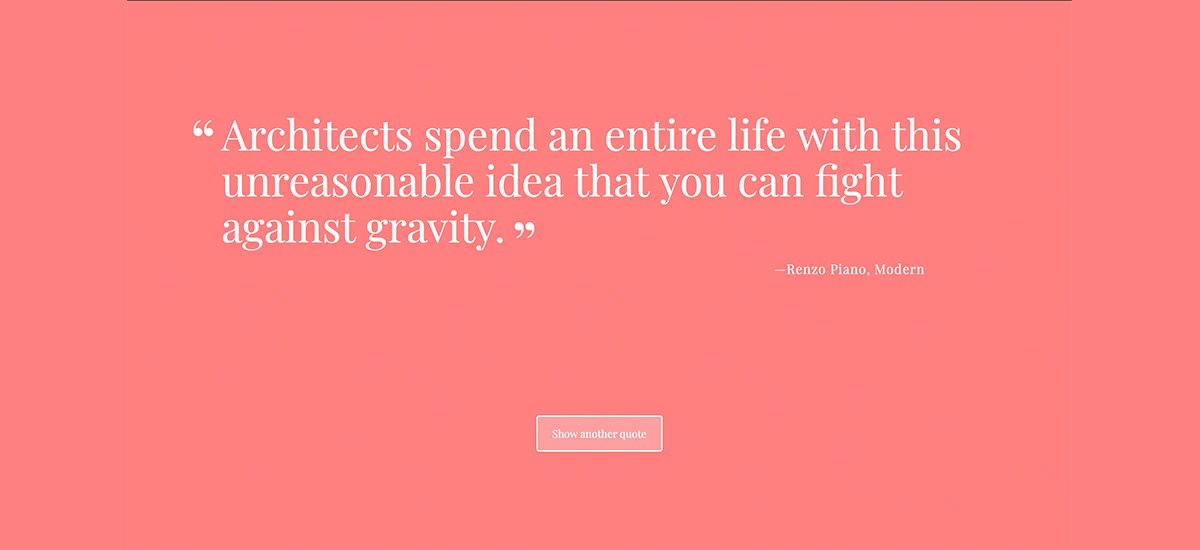 “ Architects spend an entire life with this
unreasonable idea that you can fight
against gravity. ”
—Renzo Piano, Modern
Show another quote